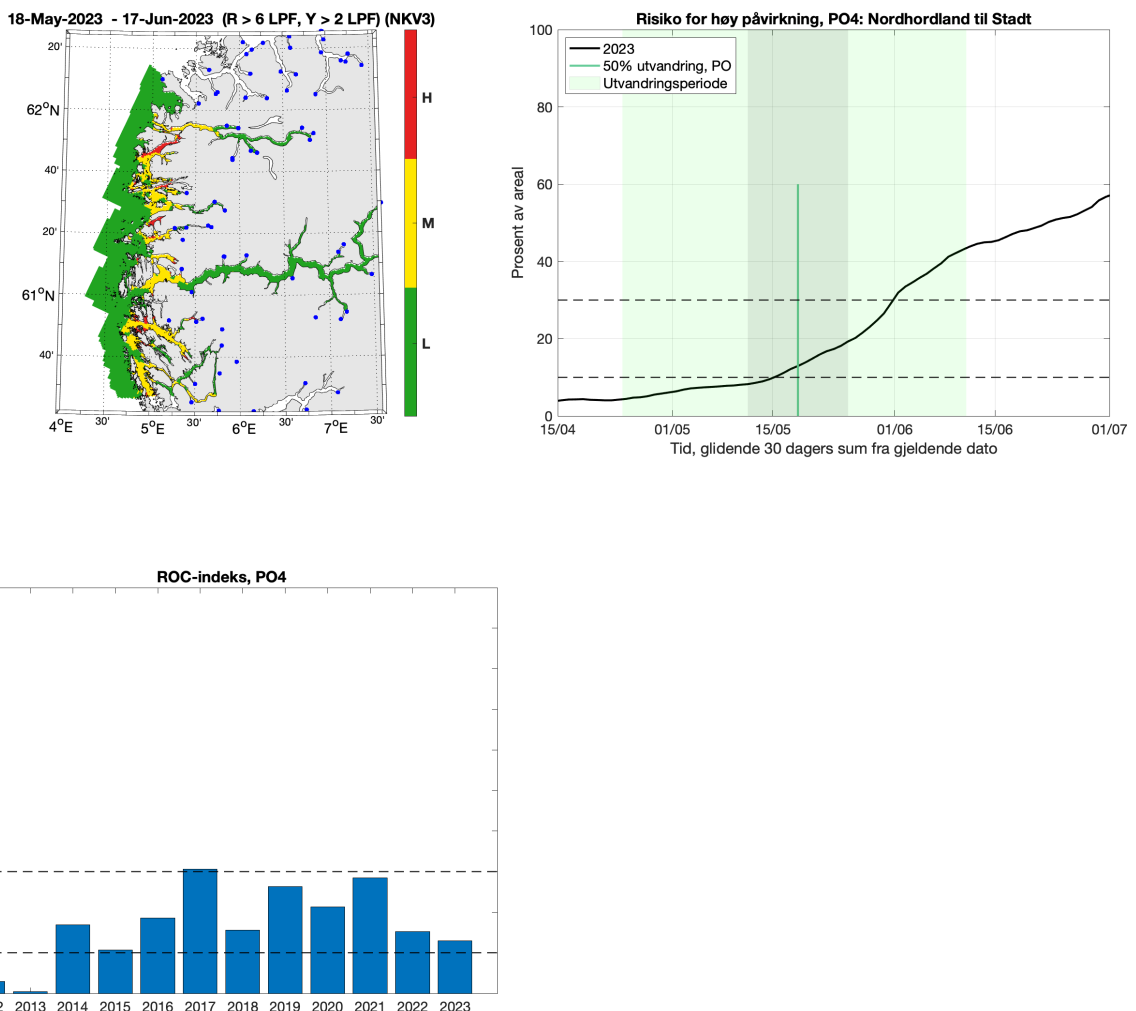 18-May-2023 - 17-Jun-2023 (R > 6 LPF, Y > 2 LPF) (NKV3)
20'
62°N
40'
20'
61°N
40'
4°E
30'
5°E
30'
6°E
30'
7°E
30'
H
M
L
Risiko for høy påvirkning, PO4: Nordhordland til Stadt
2023
50% utvandring, PO
Utvandringsperiode
Prosent av areal
100
80
60
40
20
0
15/04
01/05
15/05
01/06
15/06
01/07
Tid, glidende 30 dagers sum fra gjeldende dato
ROC-indeks, PO4
2 2013 2014 2015 2016 2017 2018 2019 2020 2021 2022 2023